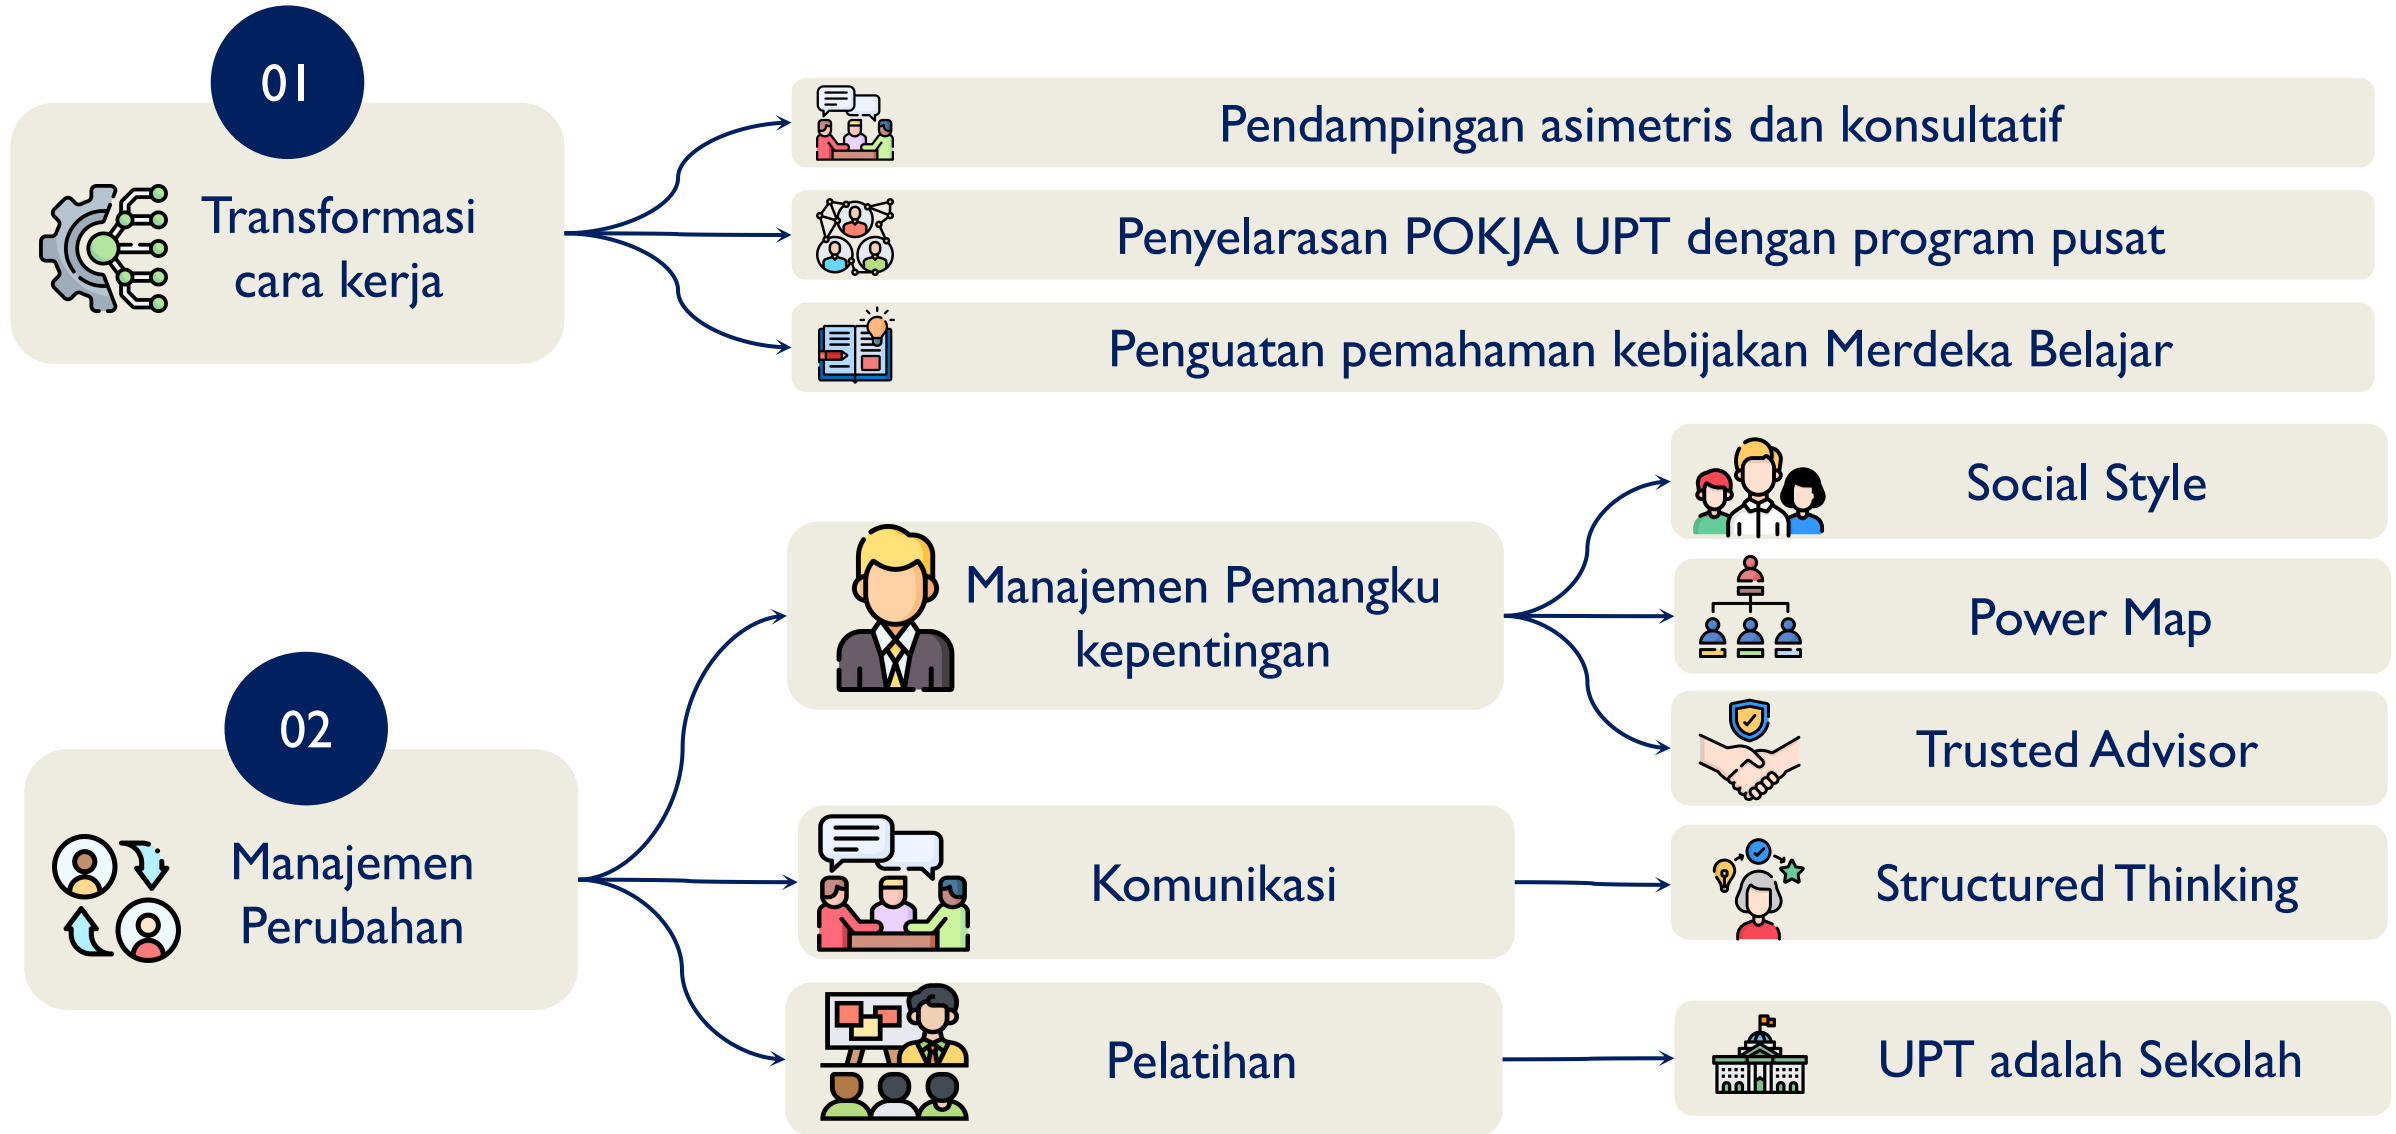 01
Transformasi
cara kerja
Pendampingan asimetris dan konsultatif
Penyelarasan POKJA UPT dengan program pusat
Penguatan pemahaman kebijakan Merdeka Belajar
02
Manajemen
Perubahan
Manajemen Pemangku
kepentingan
Social Style
Power Map
Trusted Advisor
Komunikasi
Structured Thinking
Pelatihan
UPT adalah Sekolah